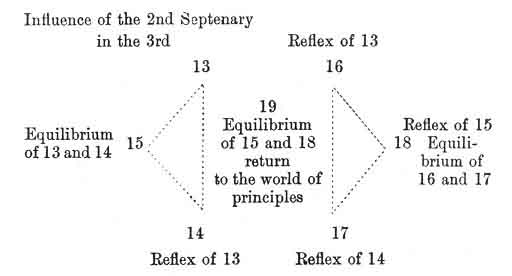 Influence of the 2nd Septenary
in the 3rd
13
Reflex of 13
16
Equilibrium
of 13 and 14
15
19
Equilibrium
of 15 and 18
return
to the world of
principles
Reflex of 15
18 Equili-
brium of
16 and 17
14
Reflex of 13
17
Reflex of 14